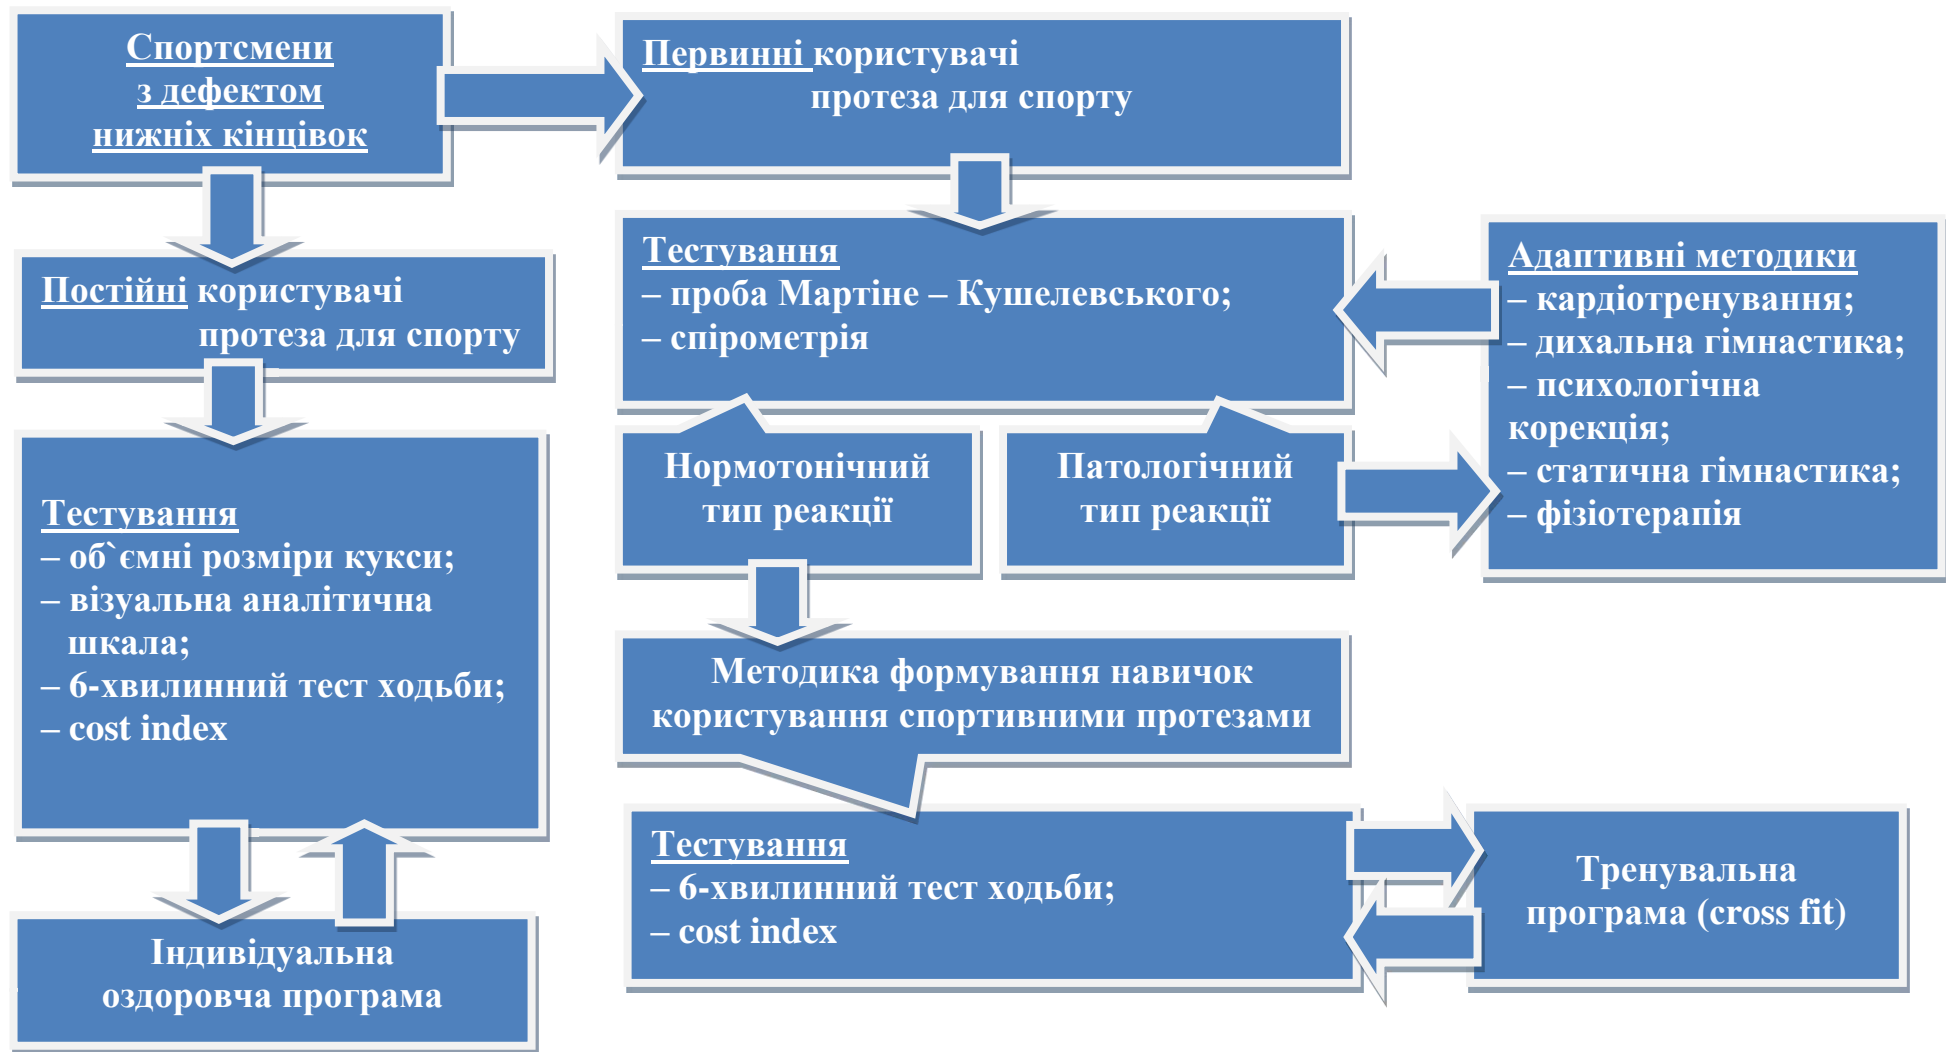 Спортсмени
з дефектом
нижніх кінцівок
Первинні користувачі
протеза для спорту
Постійні користувачі
протеза для спорту
Тестування
– проба Мартіне – Кушелевського;
– спірометрія
Адаптивні методики
– кардіотренування;
– дихальна гімнастика;
– психологічна
корекція;
– статична гімнастика;
– фізіотерапія
Нормотонічний
тип реакції
Патологічний
тип реакції
Тестування
– об`ємні розміри кукси;
– візуальна аналітична
шкала;
– 6-хвилинний тест ходьби;
– cost index
Методика формування навичок
користування спортивними протезами
Тестування
– 6-хвилинний тест ходьби;
– cost index
Тренувальна
програма (cross fit)
Індивідуальна
оздоровча програма